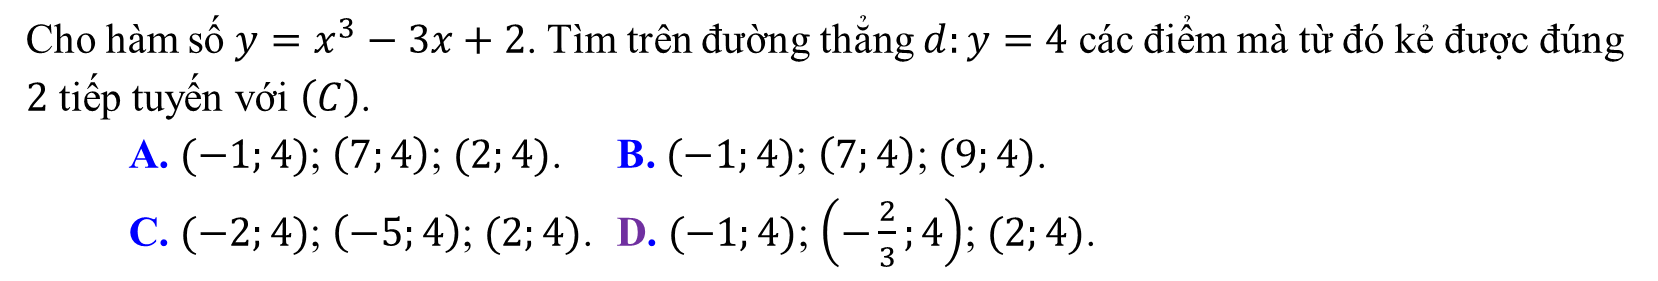 Cho hàm số y = x³ − 3x + 2. Tìm trên đường thẳng d: y = 4 các điểm mà từ đó kẻ được đúng
2 tiếp tuyến với (C).
A. (−1; 4); (7; 4); (2; 4). B. (−1; 4); (7; 4); (9; 4).
C. (−2; 4); (−5; 4); (2; 4). D. (−1; 4); (−2/3; 4); (2; 4).